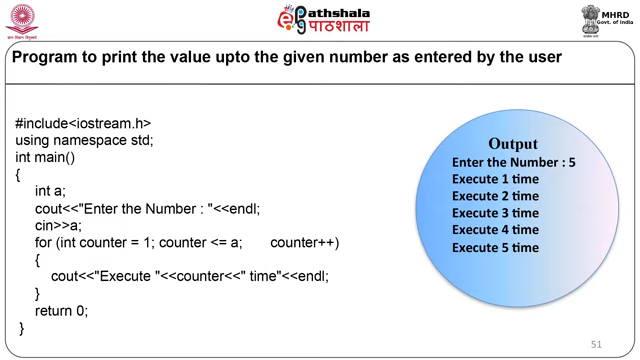 Pathshala
पाठशाला
MHRD
Govt. of India
Program to print the value upto the given number as entered by the user
#include<iostream.h>
using namespace std;
int main()
{
int a;
cout<<"Enter the Number : "<<endl;
cin>>a;
for (int counter = 1; counter <= a; counter++)
{
cout<<"Execute "<<counter<<" time"<<endl;
}
return 0;
}
Output
Enter the Number : 5
Execute 1 time
Execute 2 time
Execute 3 time
Execute 4 time
Execute 5 time
51